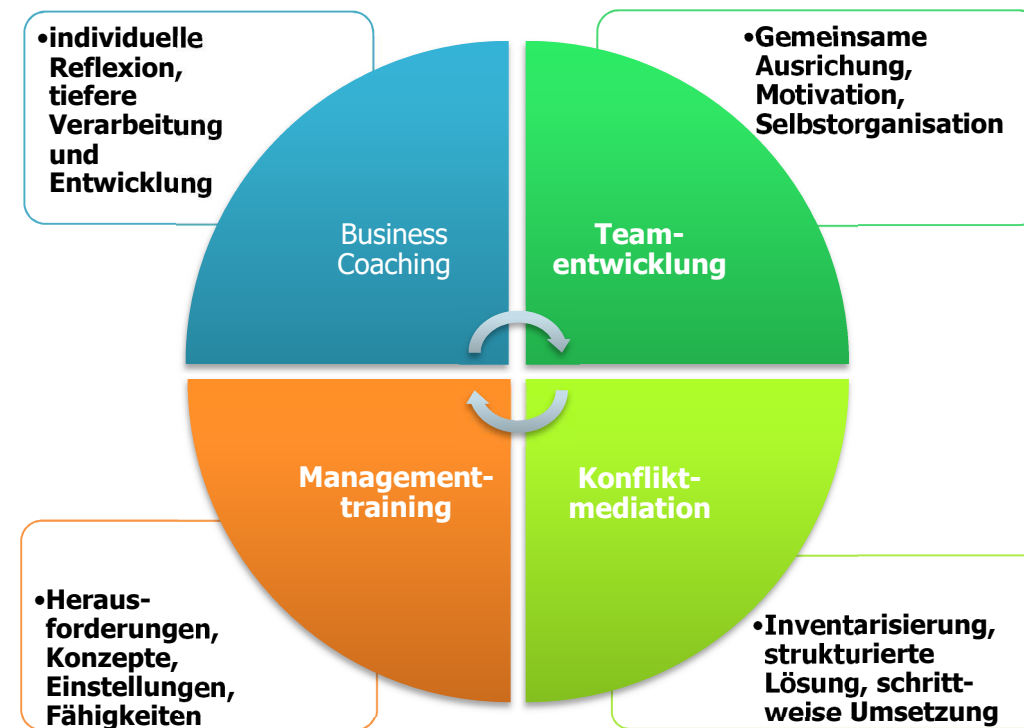 •individuelle
Reflexion,
tiefere
Verarbeitung
und
Entwicklung
•Gemeinsame
Ausrichung,
Motivation,
Selbstorganisation
Business
Coaching
Team-
entwicklung
Management-
training
Konflikt-
mediation
•Heraus-
forderungen,
Konzepte,
Einstellungen,
Fähigkeiten
•Inventarisierung,
strukturierte
Lösung, schritt-
weise Umsetzung